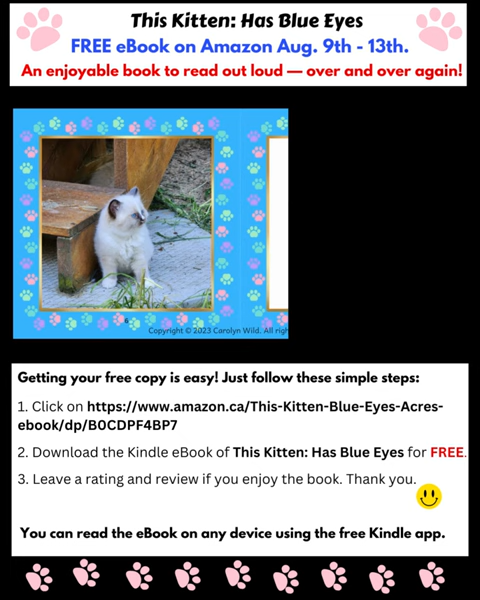 This Kitten: Has Blue Eyes
FREE eBook on Amazon Aug. 9th - 13th.
An enjoyable book to read out loud — over and over again!
6
Copyright © 2023 Carolyn Wild. All righ
Getting your free copy is easy! Just follow these simple steps:
1. Click on https://www.amazon.ca/This-Kitten-Blue-Eyes-Acres-
ebook/dp/B0CDPF4BP7
2. Download the Kindle eBook of This Kitten: Has Blue Eyes for FREE.
3. Leave a rating and review if you enjoy the book. Thank you.
You can read the eBook on any device using the free Kindle app.